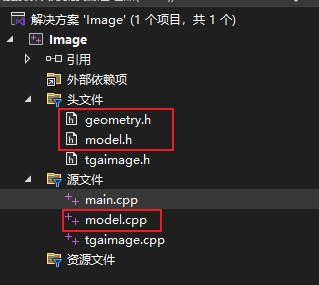 解决方案 'Image' (1 个项目，共 1 个)
Image
引用
外部依赖项
头文件
geometry.h
model.h
tgaimage.h
源文件
main.cpp
model.cpp
tgaimage.cpp
资源文件